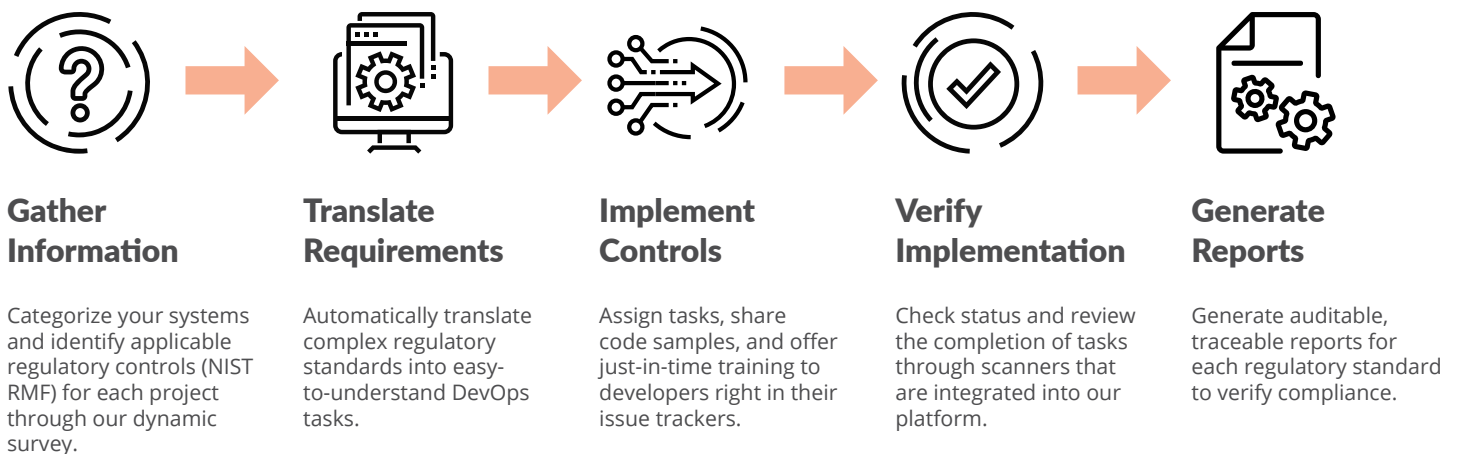 Gather
Information
Categorize your systems
and identify applicable
regulatory controls (NIST
RMF) for each project
through our dynamic
survey.
Translate
Requirements
Automatically translate
complex regulatory
standards into easy-
to-understand DevOps
tasks.
Implement
Controls
Assign tasks, share
code samples, and offer
just-in-time training to
developers right in their
issue trackers.
Verify
Implementation
Check status and review
the completion of tasks
through scanners that
are integrated into our
platform.
Generate
Reports
Generate auditable,
traceable reports for
each regulatory standard
to verify compliance.